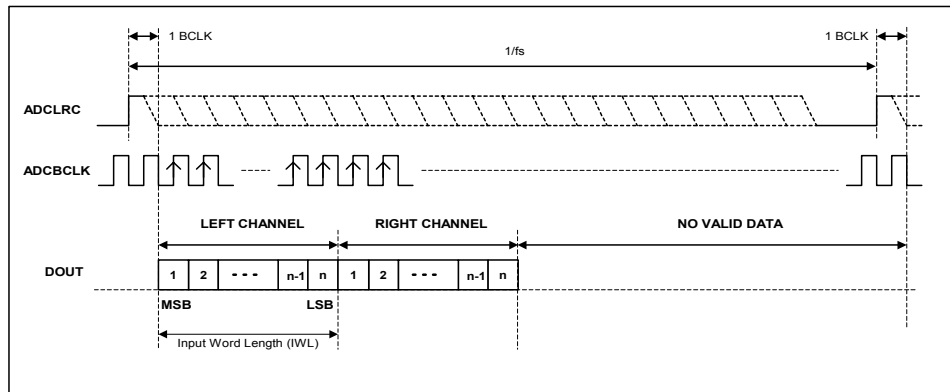 1 BCLK 1 BCLK
1/fs
ADCLRC
ADCBCLK
LEFT CHANNEL RIGHT CHANNEL NO VALID DATA
DOUT 1 2 - - - n-1 n 1 2 - - - n-1 n
MSB LSB
Input Word Length (IWL)